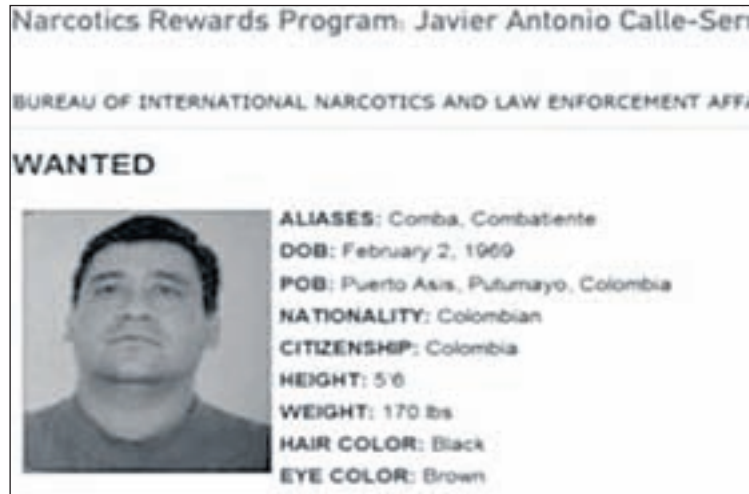 Narcotics Rewards Program: Javier Antonio Calle-Ser
BUREAU OF INTERNATIONAL NARCOTICS AND LAW ENFORCEMENT AFFA
WANTED
ALIASES: Comba, Combatiente
DOB: February 2, 1969
POB: Puerto Asis, Putumayo, Colombia
NATIONALITY: Colombian
CITIZENSHIP: Colombia
HEIGHT: 5'6
WEIGHT: 170 lbs
HAIR COLOR: Black
EYE COLOR: Brown